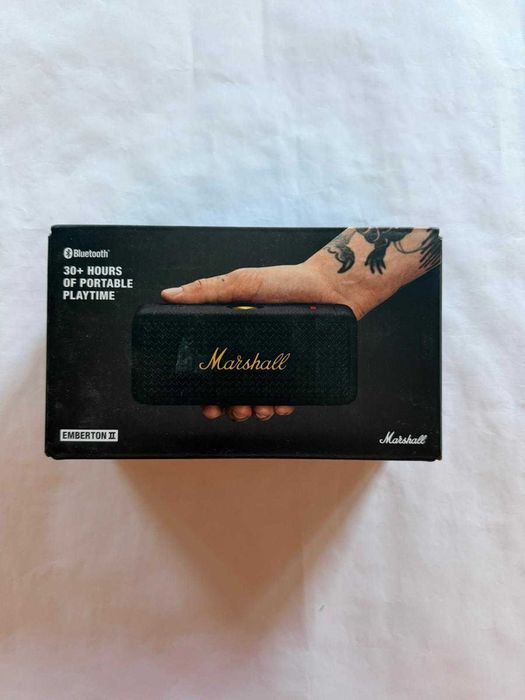 Bluetooth
30+ HOURS
OF PORTABLE
PLAYTIME
Marshall
EMBERTON II
Marshall